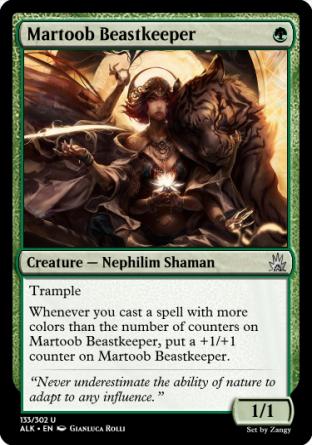 Martoob Beastkeeper
Creature — Nephilim Shaman
Trample
Whenever you cast a spell with more
colors than the number of counters on
Martoob Beastkeeper, put a +1/+1
counter on Martoob Beastkeeper.
“Never underestimate the ability of nature to
adapt to any influence.”
1/1
133/302 U
ALK • EN Gianluca Rolli
Set by Zangy